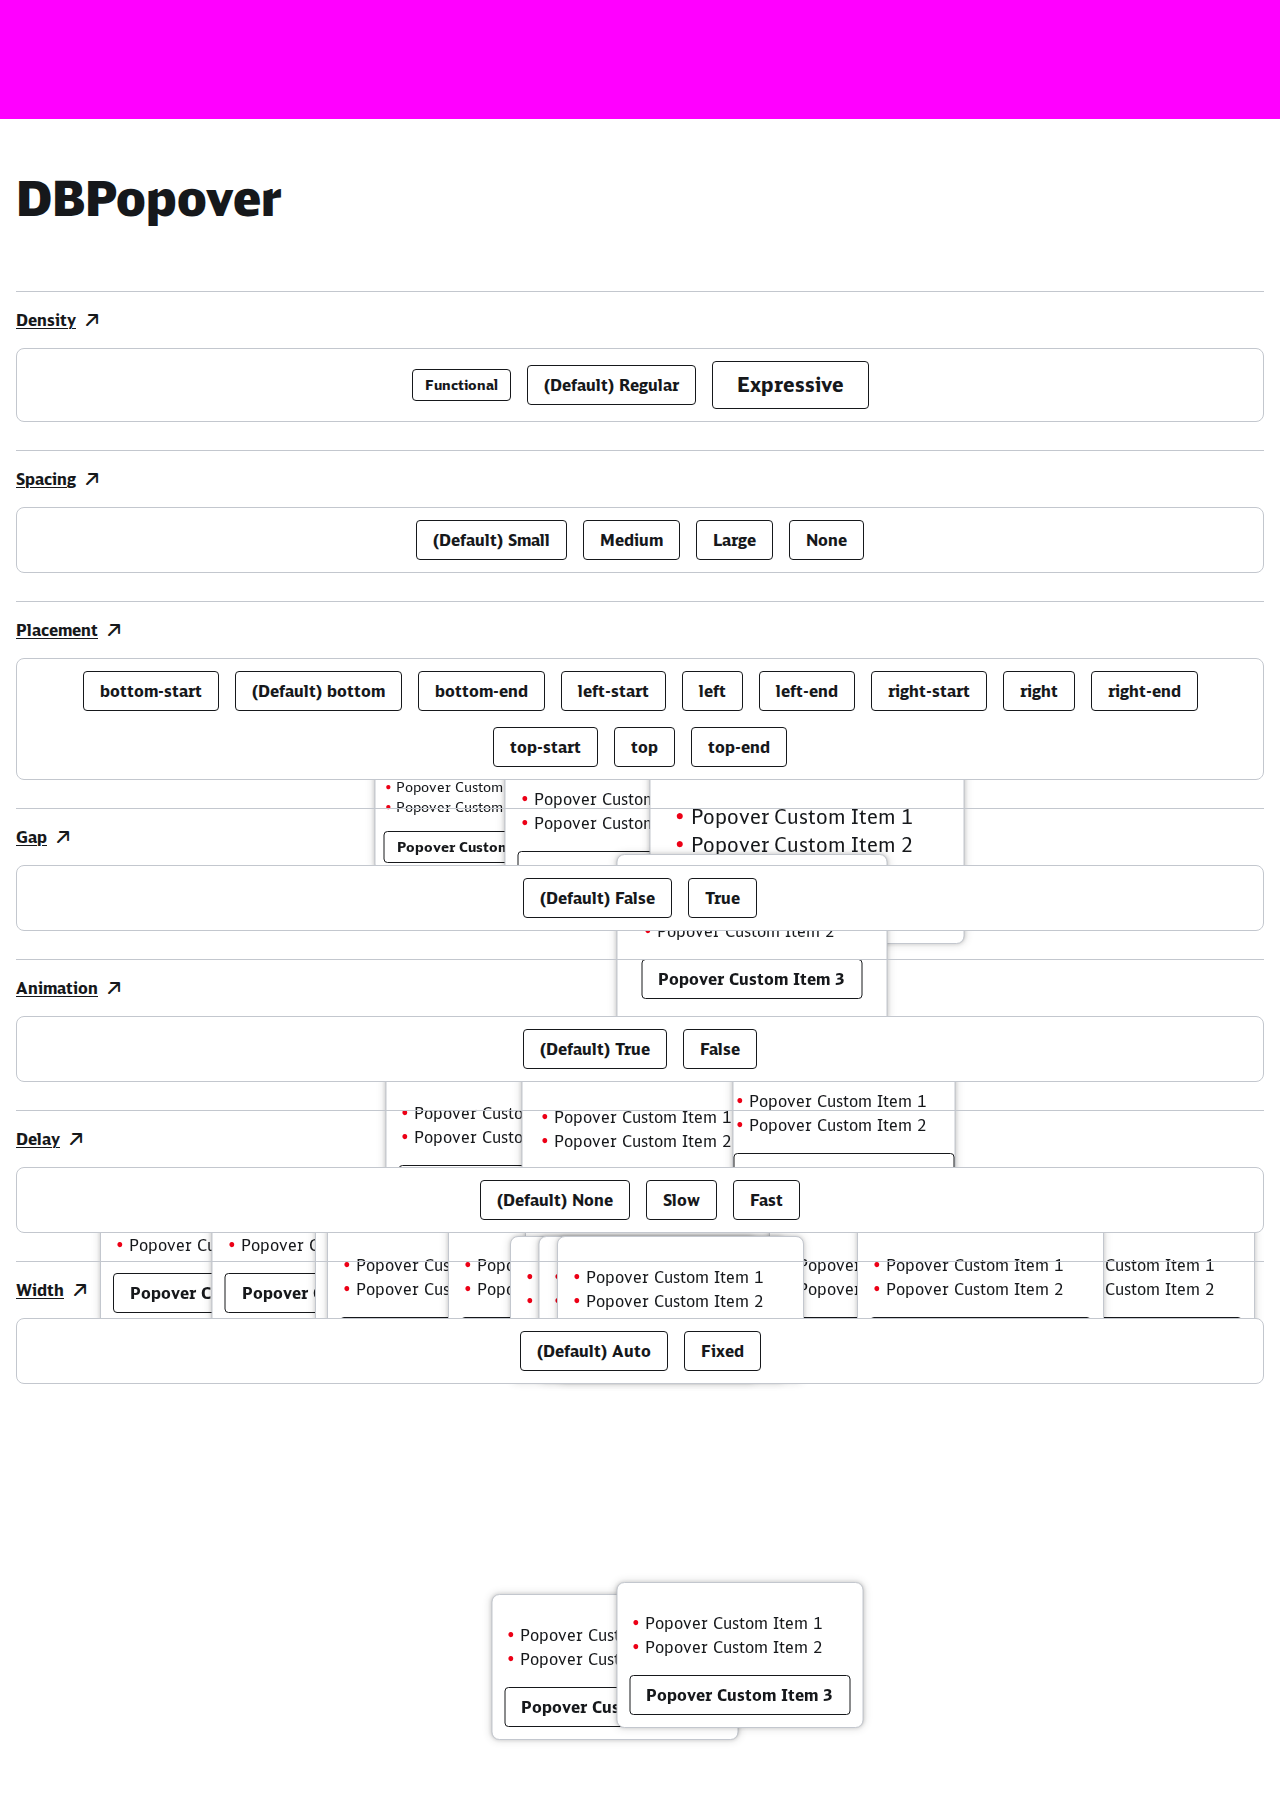 DBPopover
Density
Functional
(Default) Regular
Expressive
Spacing
(Default) Small
Medium
Large
None
Placement
bottom-start
(Default) bottom
bottom-end
left-start
left
left-end
right-start
right
right-end
top-start
top
top-end
• Popover Custom
• Popover Custom
Popover Custom
• Popover Custom
• Popover Custom
• Popover Custom Item 1
• Popover Custom Item 2
Gap
(Default) False
True
• Popover Custom Item 2
Popover Custom Item 3
Animation
(Default) True
False
• Popover Custo
• Popover Custo
• Popover Custom Item 1
• Popover Custom Item 2
• Popover Custom Item 1
• Popover Custom Item 2
Delay
(Default) None
Slow
Fast
• Popover Cu
• Popover C
Popover C
Popover
• Popover Cus
• Popover Cus
• Popo
• Popo
• Popover Custom Item 1
• Popover Custom Item 2
Popover
Popover
• Popover Custom Item 1
• Popover Custom Item 2
Custom Item 1
Custom Item 2
Width
(Default) Auto
Fixed
• Popover Cust
• Popover Cust
Popover Cus
• Popover Custom Item 1
• Popover Custom Item 2
Popover Custom Item 3